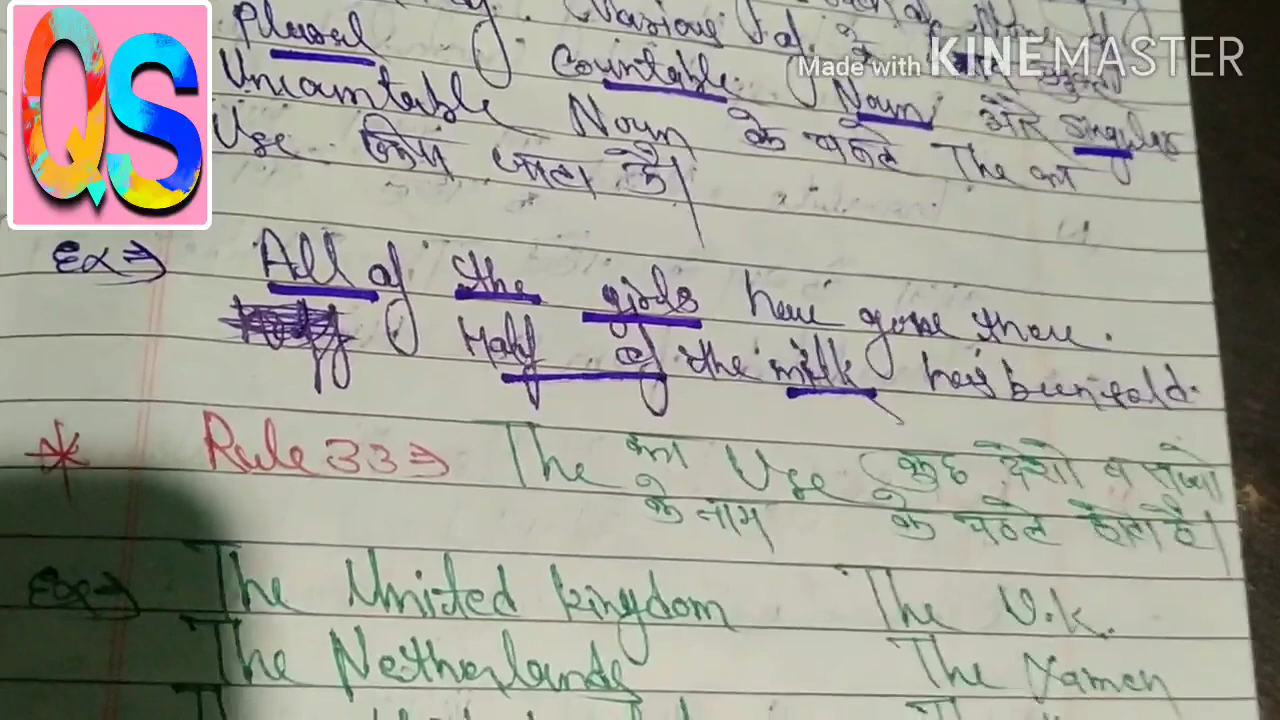 QS
Made with KINEMASTER
Plural Countable Noun और Singular
Uncountable Noun के पहले The का
Use किया जाता है।
Ex⇒ All of the girls have gone there.
Half of the milk has been sold.
* Rule 33⇒ The का Use कुछ देशो व राज्यो
के नाम के पहले होता है।
Ex⇒ The United Kingdom The U.K.
The Netherlands The Yamen